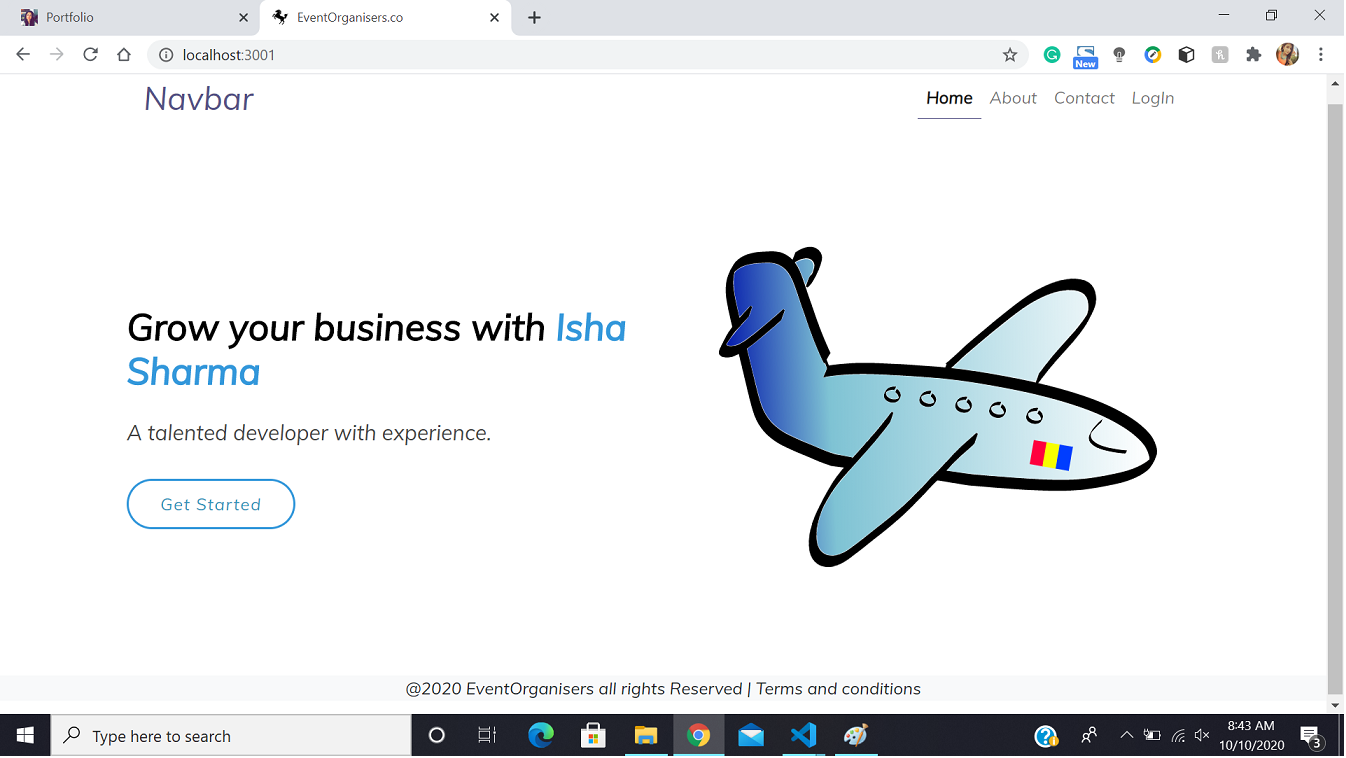 Portfolio
EventOrganisers.co
localhost:3001
New
Navbar
Home About Contact LogIn
Grow your business with Isha
Sharma
A talented developer with experience.
Get Started
@2020 EventOrganisers all rights Reserved | Terms and conditions
Type here to search
8:43 AM
10/10/2020
3